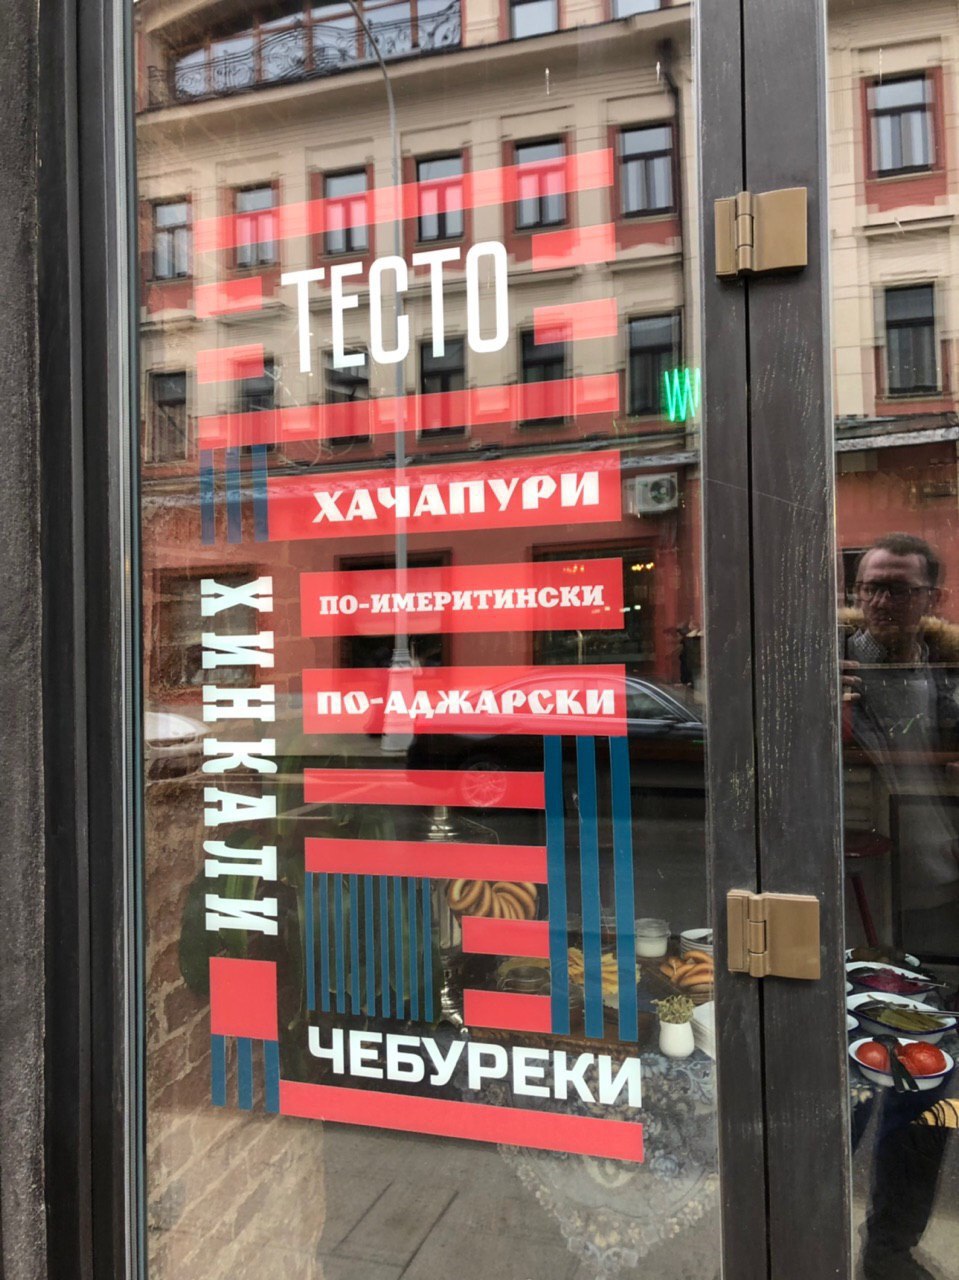 ТЕСТО
ХАЧАПУРИ
ПО-ИМЕРИТИНСКИ
ПО-АДЖАРСКИ
ХИНКАЛИ
ЧЕБУРЕКИ